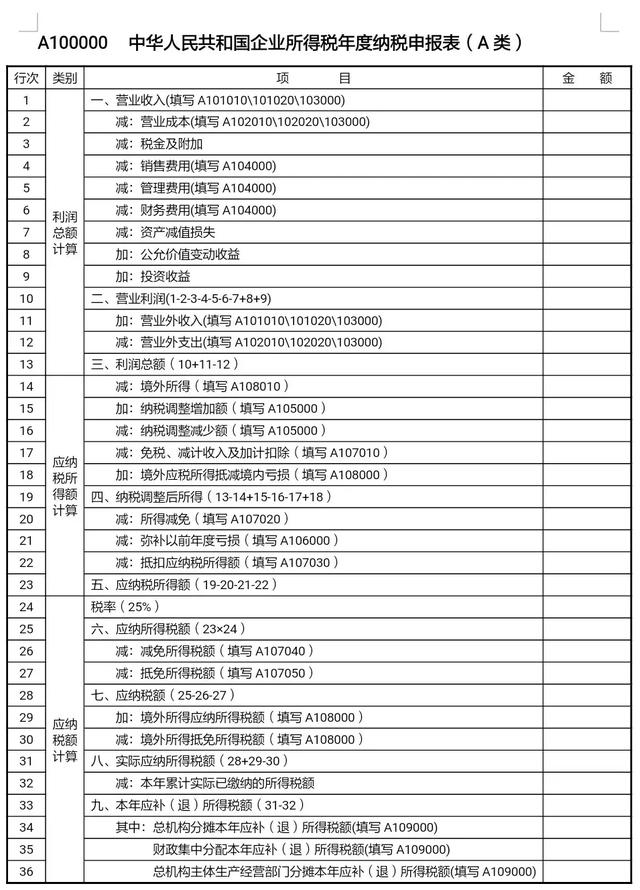 A100000 中华人民共和国企业所得税年度纳税申报表（A 类）
行次 类别 项 目 金 额
利润总额计算
1 一、营业收入(填写 A101010\101020\103000)
2 减：营业成本(填写 A102010\102020\103000)
3 减：税金及附加
4 减：销售费用(填写 A104000)
5 减：管理费用(填写 A104000)
6 减：财务费用(填写 A104000)
7 减：资产减值损失
8 加：公允价值变动收益
9 加：投资收益
10 二、营业利润(1-2-3-4-5-6-7+8+9)
11 加：营业外收入(填写 A101010\101020\103000)
12 减：营业外支出(填写 A102010\102020\103000)
13 三、利润总额（10+11-12）
应纳税所得额计算
14 减：境外所得（填写 A108010）
15 加：纳税调整增加额（填写 A105000）
16 减：纳税调整减少额（填写 A105000）
17 减：免税、减计收入及加计扣除（填写 A107010）
18 加：境外应税所得抵减境内亏损（填写 A108000）
19 四、纳税调整后所得（13-14+15-16-17+18）
20 减：所得减免（填写 A107020）
21 减：弥补以前年度亏损（填写 A106000）
22 减：抵扣应纳税所得额（填写 A107030）
23 五、应纳税所得额（19-20-21-22）
应纳税额计算
24 税率（25%）
25 六、应纳所得税额（23×24）
26 减：减免所得税额（填写 A107040）
27 减：抵免所得税额（填写 A107050）
28 七、应纳税额（25-26-27）
29 加：境外所得应纳所得税额（填写 A108000）
30 减：境外所得抵免所得税额（填写 A108000）
31 八、实际应纳所得税额（28+29-30）
32 减：本年累计实际已缴纳的所得税额
33 九、本年应补（退）所得税额（31-32）
34 其中：总机构分摊本年应补（退）所得税额(填写 A109000)
35 财政集中分配本年应补（退）所得税额(填写 A109000)
36 总机构主体生产经营部门分摊本年应补（退）所得税额(填写 A109000)